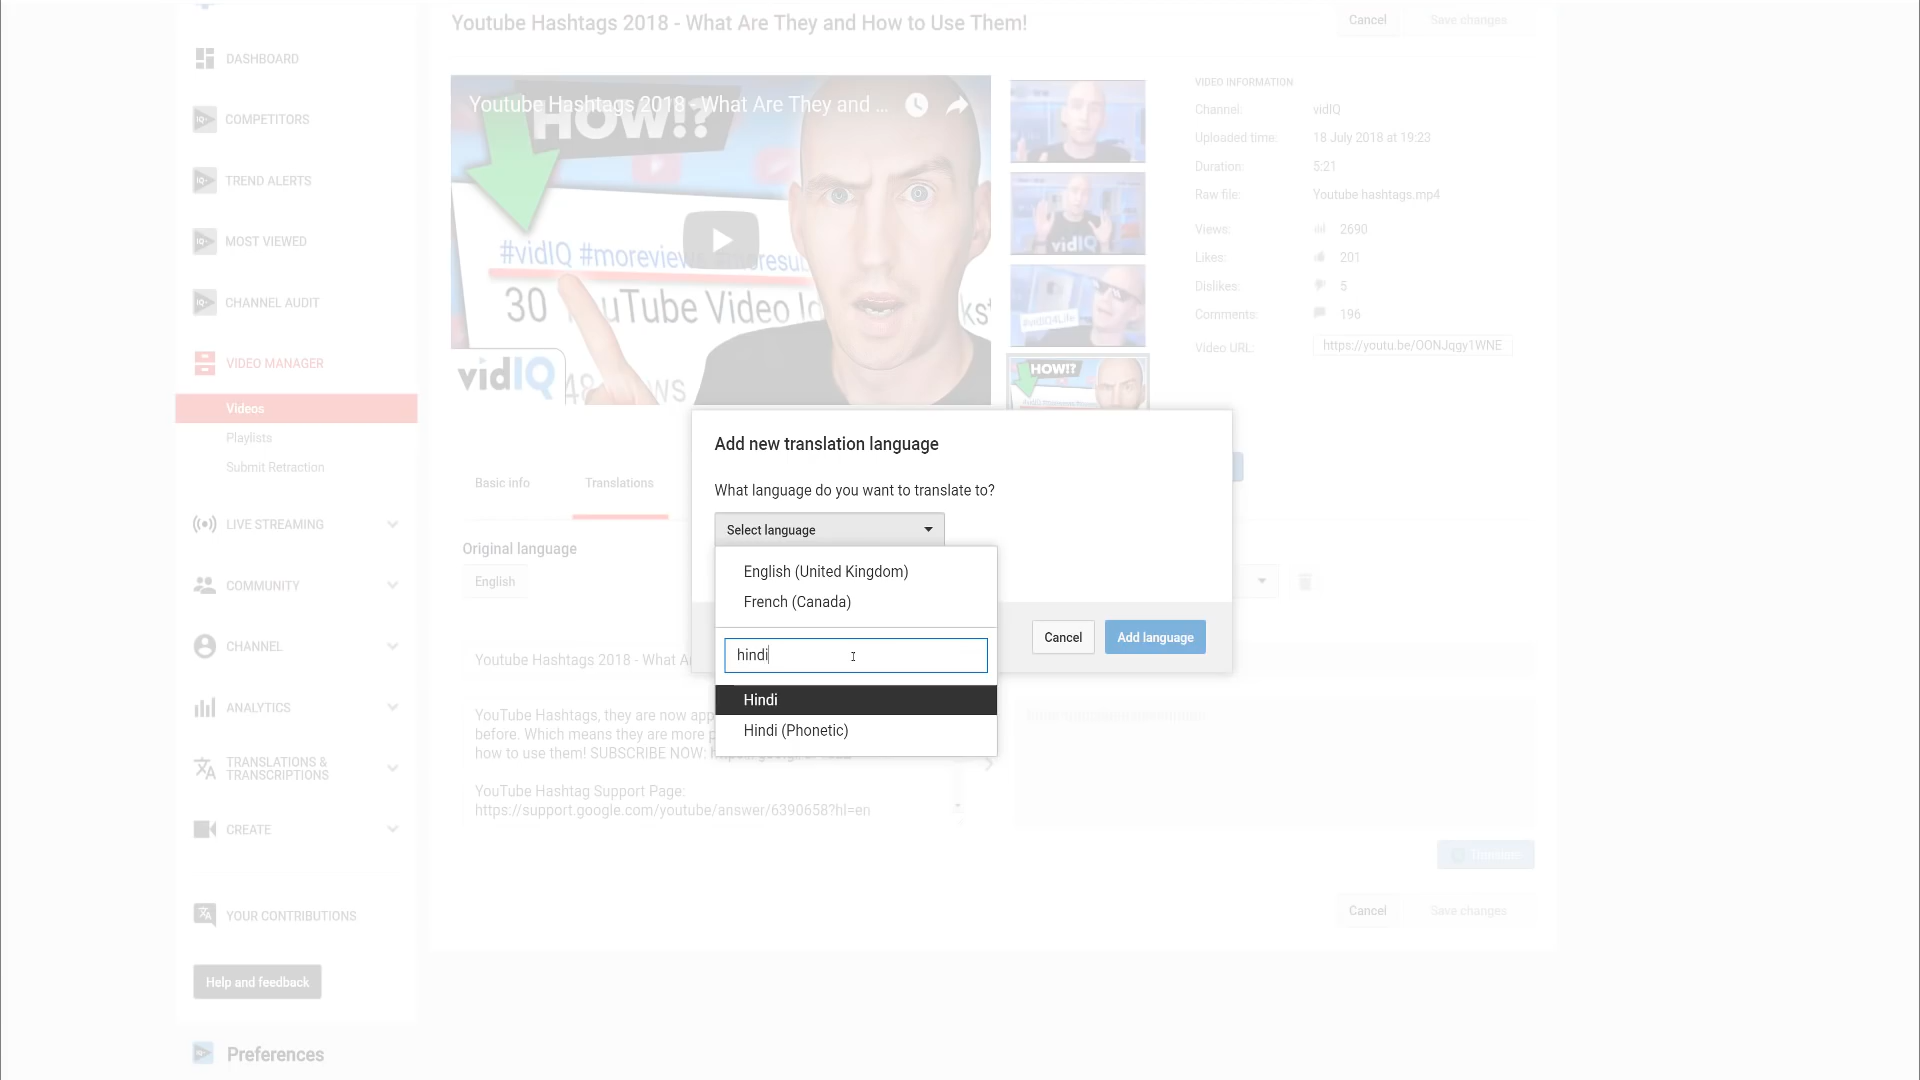 Youtube Hashtags 2018 - What Are They and How to Use Them!
Cancel
Save changes
DASHBOARD
COMPETITORS
TREND ALERTS
MOST VIEWED
CHANNEL AUDIT
VIDEO MANAGER
Videos
Playlists
Submit Retraction
LIVE STREAMING
COMMUNITY
CHANNEL
ANALYTICS
TRANSLATIONS &
TRANSCRIPTIONS
CREATE
YOUR CONTRIBUTIONS
Help and feedback
Preferences
Youtube Hashtags 2018 - What Are They and ...
HOW!?
#vidIQ #moreviews #moresu
30 YouTube Video
ks'
vidIQ
vidIQ
#vidIQ4Life
HOW!?
VIDEO INFORMATION
Channel: vidIQ
Uploaded time: 18 July 2018 at 19:23
Duration: 5:21
Raw file: Youtube hashtags.mp4
Views: 2690
Likes: 201
Dislikes: 5
Comments: 196
Video URL: https://youtu.be/OONJqgy1WNE
Basic info
Translations
Original language
English
Youtube Hashtags 2018 - What A
YouTube Hashtags, they are now app
before. Which means they are more p
how to use them! SUBSCRIBE NOW:
YouTube Hashtag Support Page:
https://support.google.com/youtube/answer/6390658?hl=en
Add new translation language
What language do you want to translate to?
Select language
English (United Kingdom)
French (Canada)
hindi
Hindi
Hindi (Phonetic)
Cancel
Add language
Cancel
Save changes